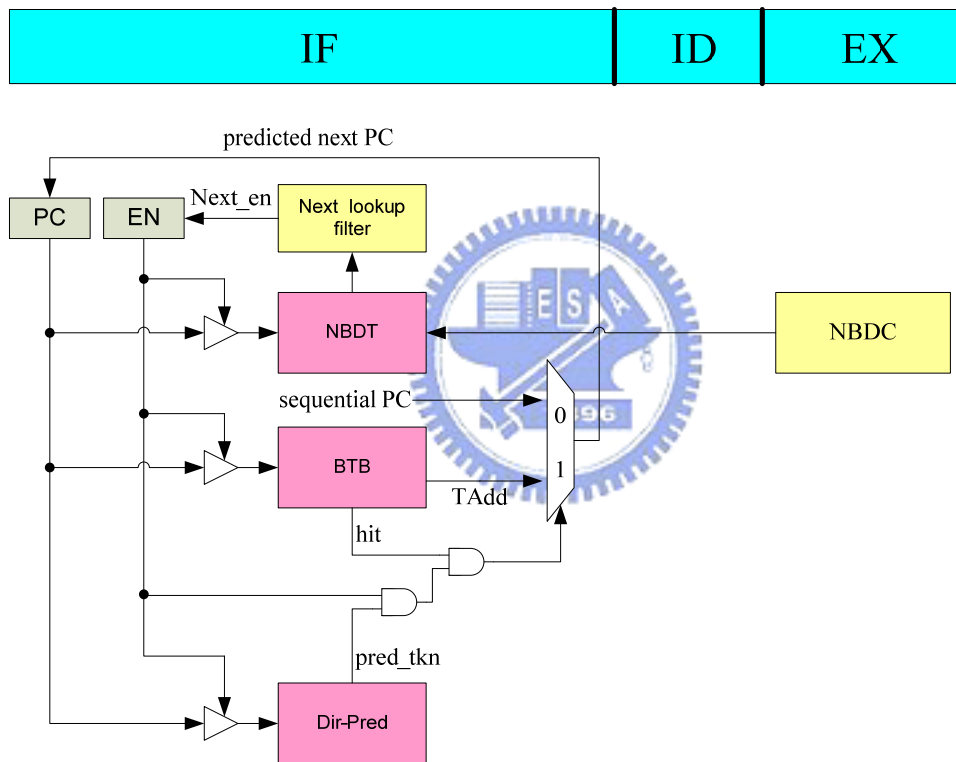 IF ID EX
predicted next PC
PC
EN
Next_en
Next lookup
filter
NBDT
NBDC
sequential PC
0
1
BTB
TAdd
hit
pred_tkn
Dir-Pred
E S A
896